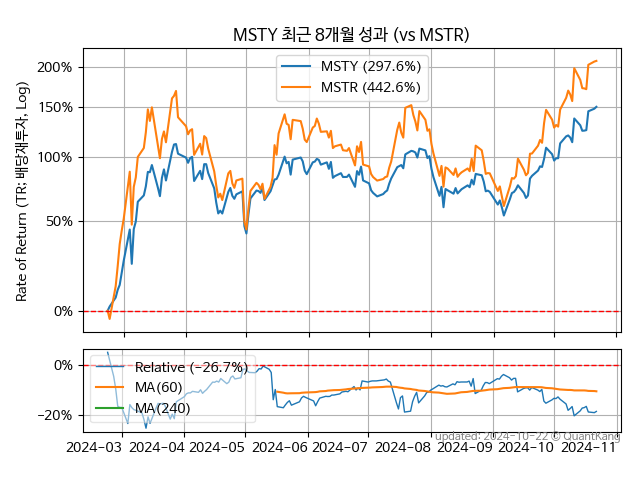 MSTY 최근 8개월 성과 (vs MSTR)
Rate of Return (TR: 배당재투자, Log)
200%
150%
100%
50%
0%
MSTY (297.6%)
MSTR (442.6%)
0%
−20%
Relative (-26.7%)
MA(60)
MA(240)
2024-03 2024-04 2024-05 2024-06 2024-07 2024-08 2024-09 2024-10 2024-11
updated: 2024-10-22 © QuantKang